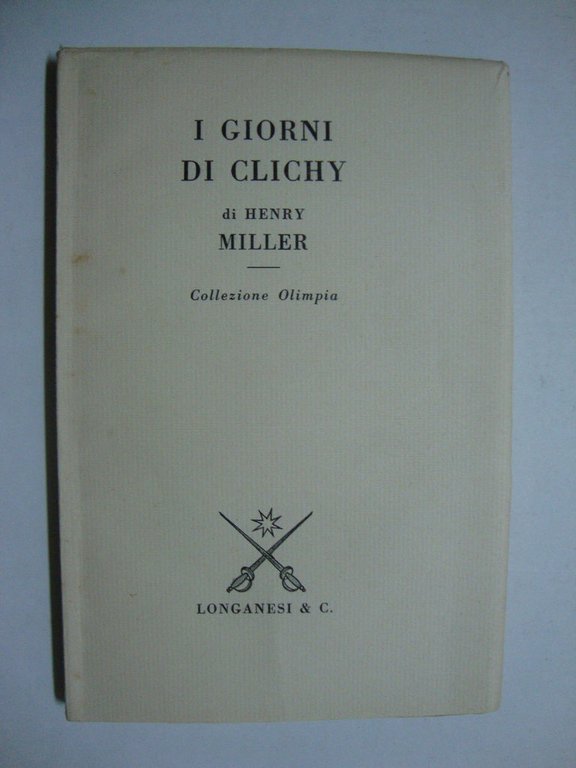 I GIORNI
DI CLICHY
di HENRY
MILLER
Collezione Olimpia
LONGANESI & C.